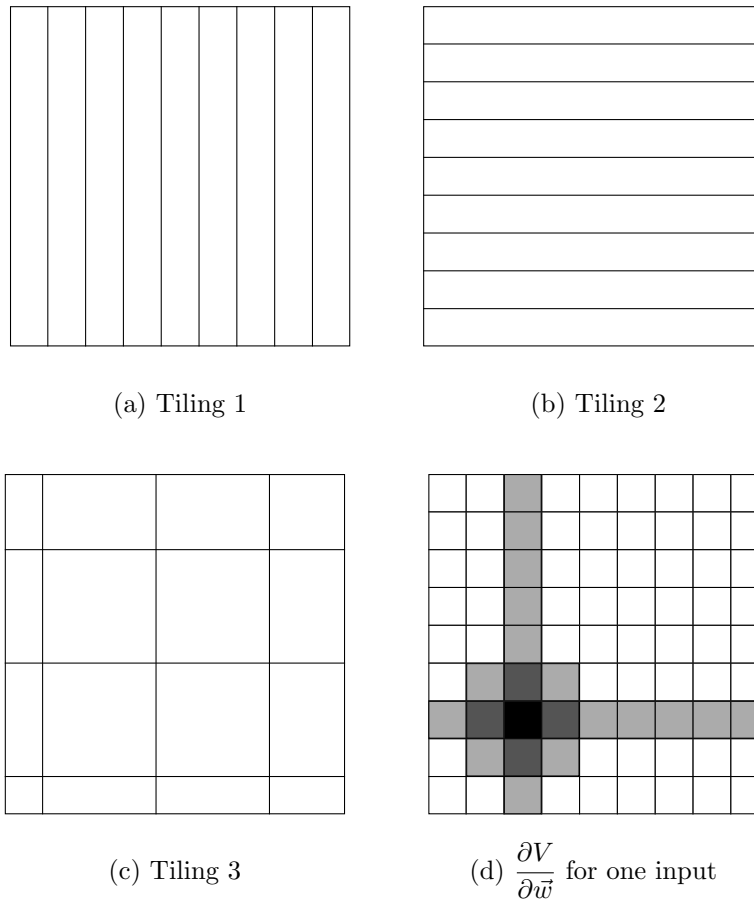 (a) Tiling 1
(b) Tiling 2
(c) Tiling 3
(d) ∂V/∂w⃗ for one input